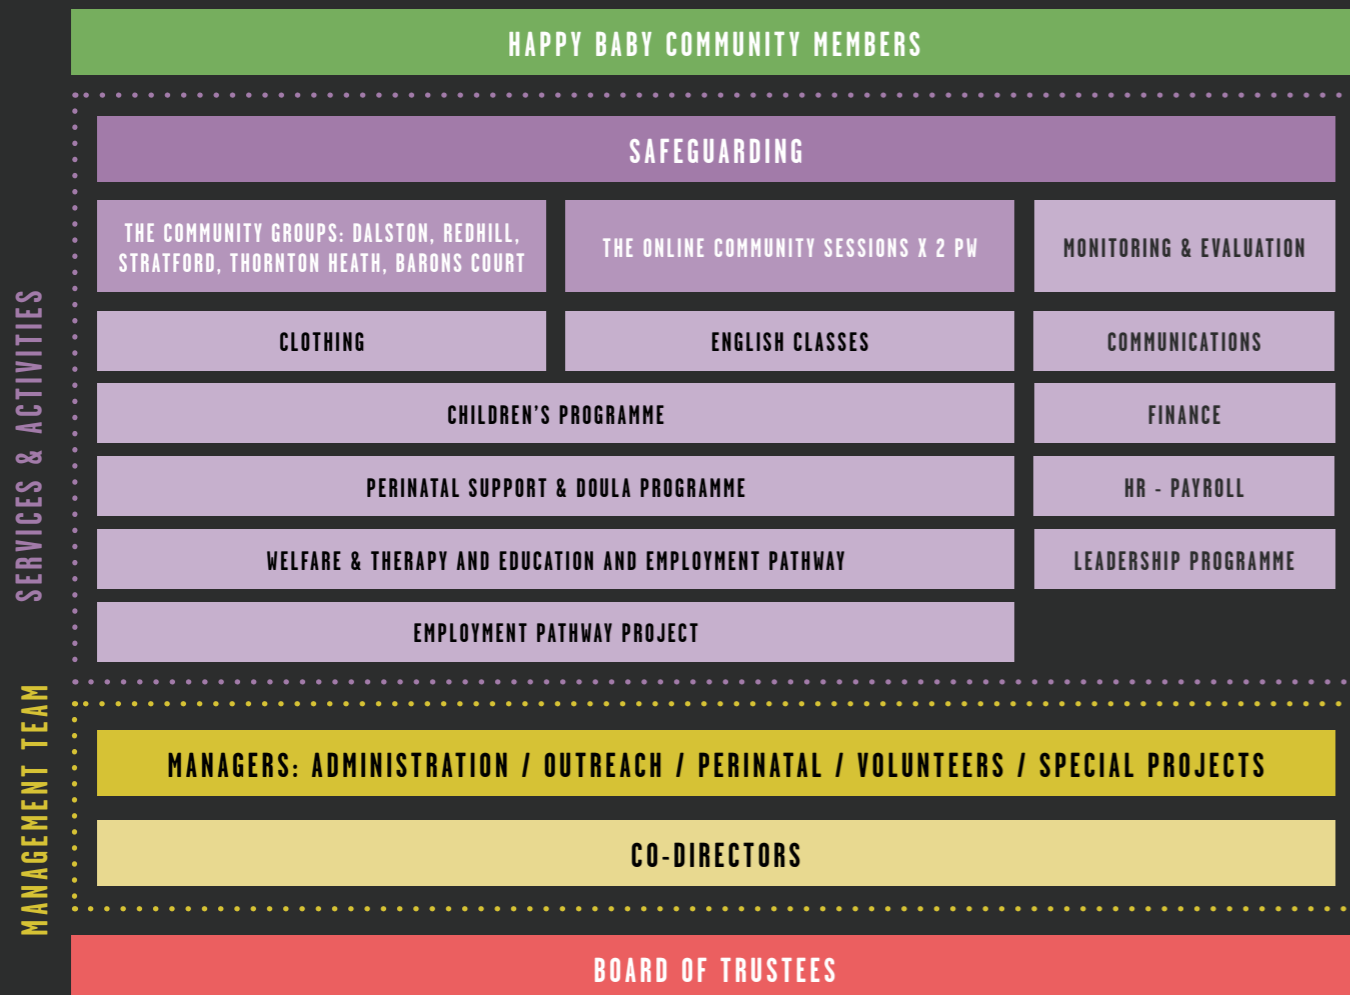 HAPPY BABY COMMUNITY MEMBERS
SERVICES & ACTIVITIES
SAFEGUARDING
THE COMMUNITY GROUPS: DALSTON, REDHILL,
STRATFORD, THORNTON HEATH, BARONS COURT
THE ONLINE COMMUNITY SESSIONS X 2 PW
MONITORING & EVALUATION
CLOTHING
ENGLISH CLASSES
COMMUNICATIONS
CHILDREN'S PROGRAMME
FINANCE
PERINATAL SUPPORT & DOULA PROGRAMME
HR - PAYROLL
WELFARE & THERAPY AND EDUCATION AND EMPLOYMENT PATHWAY
LEADERSHIP PROGRAMME
EMPLOYMENT PATHWAY PROJECT
MANAGEMENT TEAM
MANAGERS: ADMINISTRATION / OUTREACH / PERINATAL / VOLUNTEERS / SPECIAL PROJECTS
CO-DIRECTORS
BOARD OF TRUSTEES